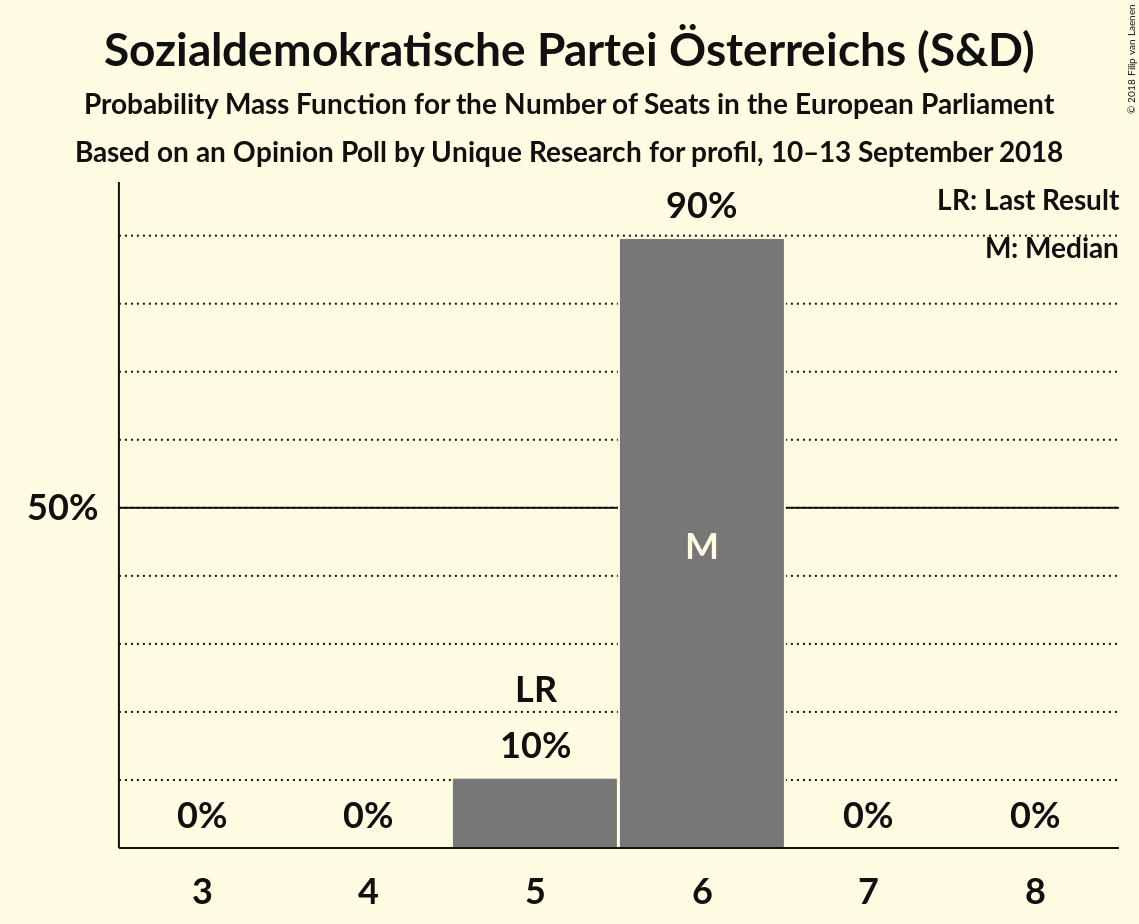 Sozialdemokratische Partei Österreichs (S&D)
Probability Mass Function for the Number of Seats in the European Parliament
Based on an Opinion Poll by Unique Research for profil, 10–13 September 2018
© 2018 Filip van Laenen
LR: Last Result
M: Median
90%
50%
M
LR
10%
0% 0% 0% 0%
3 4 5 6 7 8